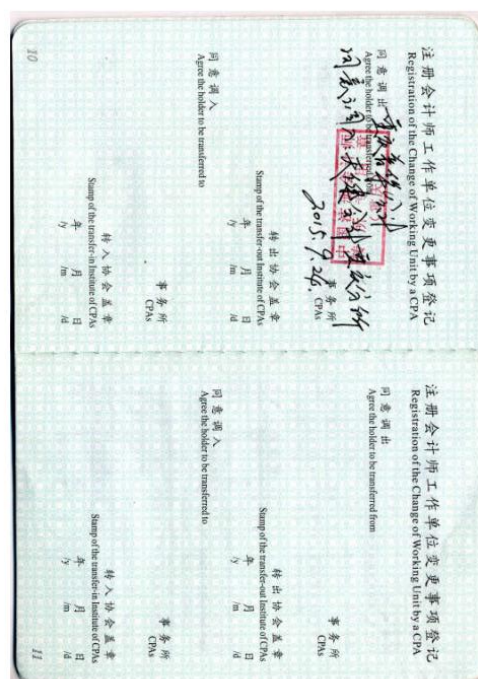 注册会计师工作单位变更事项登记
Registration of the Change of Working Unit by a CPA
同意调出
Agree the holder to be transferred from
事务所
CPAs
2015.9.24.
转出协会盖章
Stamp of the transfer-out Institute of CPAs
年 月 日
/y /m /d
同意调入
Agree the holder to be transferred to
事务所
CPAs
转入协会盖章
Stamp of the transfer-in Institute of CPAs
年 月 日
/y /m /d
10
注册会计师工作单位变更事项登记
Registration of the Change of Working Unit by a CPA
同意调出
Agree the holder to be transferred from
事务所
CPAs
转出协会盖章
Stamp of the transfer-out Institute of CPAs
年 月 日
/y /m /d
同意调入
Agree the holder to be transferred to
事务所
CPAs
转入协会盖章
Stamp of the transfer-in Institute of CPAs
年 月 日
/y /m /d
11